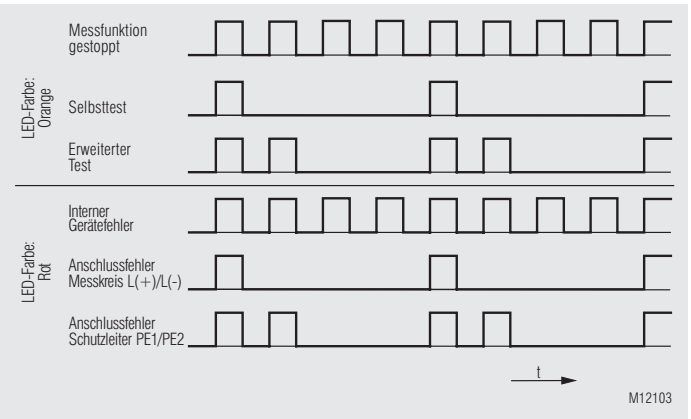 Messfunktion
gestoppt
LED-Farbe:
Orange
Selbsttest
Erweiterter
Test
Interner
Gerätefehler
LED-Farbe:
Rot
Anschlussfehler
Messkreis L(+)/L(-)
Anschlussfehler
Schutzleiter PE1/PE2
t
M12103